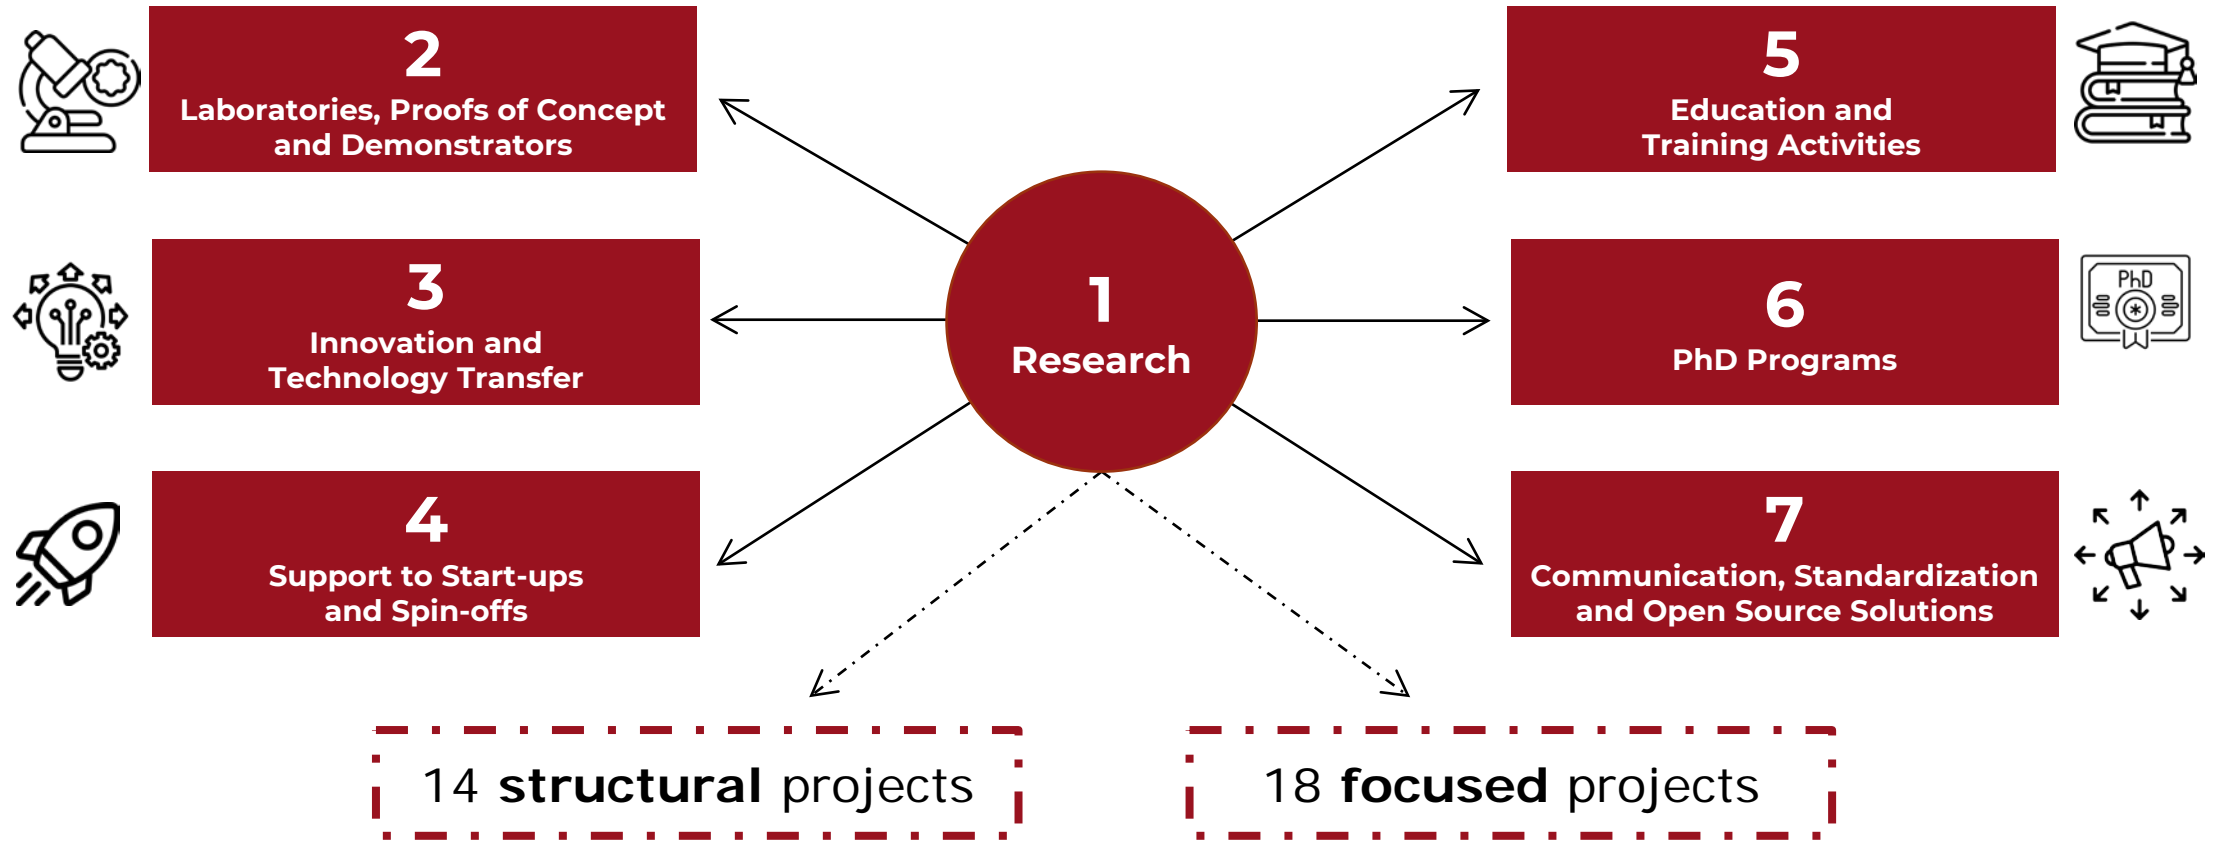 2
Laboratories, Proofs of Concept
and Demonstrators
3
Innovation and
Technology Transfer
4
Support to Start-ups
and Spin-offs
1
Research
5
Education and
Training Activities
6
PhD Programs
PhD
7
Communication, Standardization
and Open Source Solutions
14 structural projects
18 focused projects